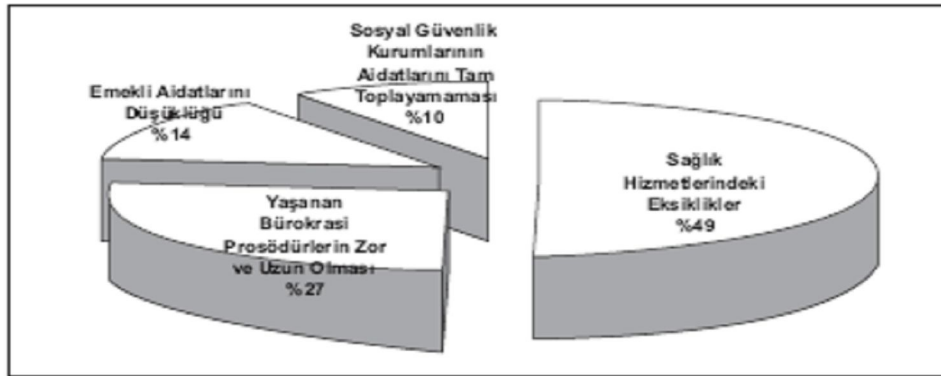 Sosyal Güvenlik
Kurumlarının
Aidatlarını Tam
Toplayamaması
%10
Emekli Aidatlarını
Düşüklüğü
%14
Sağlık
Hizmetlerindeki
Eksiklikler
%49
Yaşanan
Bürokrasi
Prosödürlerin Zor
ve Uzun Olması
%27